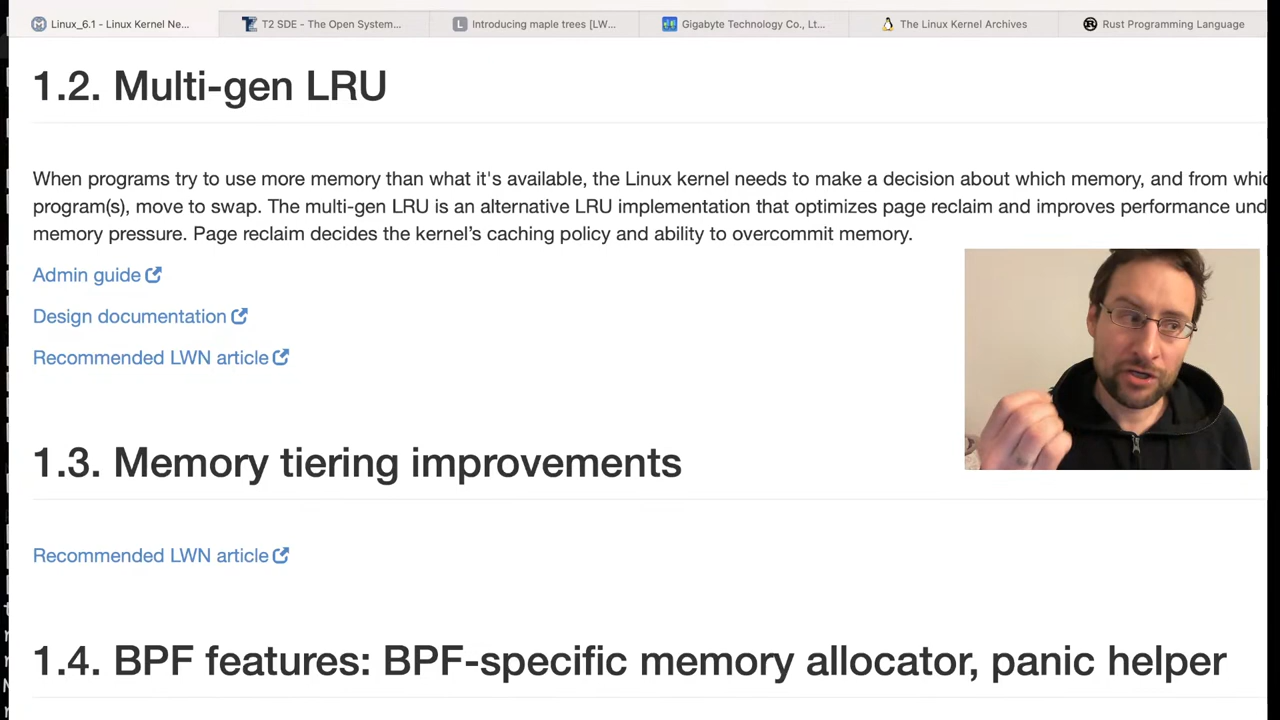 Linux_6.1 - Linux Kernel Ne...
T2 SDE - The Open System...
Introducing maple trees [LW...
Gigabyte Technology Co., Lt...
The Linux Kernel Archives
Rust Programming Language
1.2. Multi-gen LRU
When programs try to use more memory than what it's available, the Linux kernel needs to make a decision about which memory, and from whic
program(s), move to swap. The multi-gen LRU is an alternative LRU implementation that optimizes page reclaim and improves performance und
memory pressure. Page reclaim decides the kernel's caching policy and ability to overcommit memory.
Admin guide
Design documentation
Recommended LWN article
1.3. Memory tiering improvements
Recommended LWN article
1.4. BPF features: BPF-specific memory allocator, panic helper